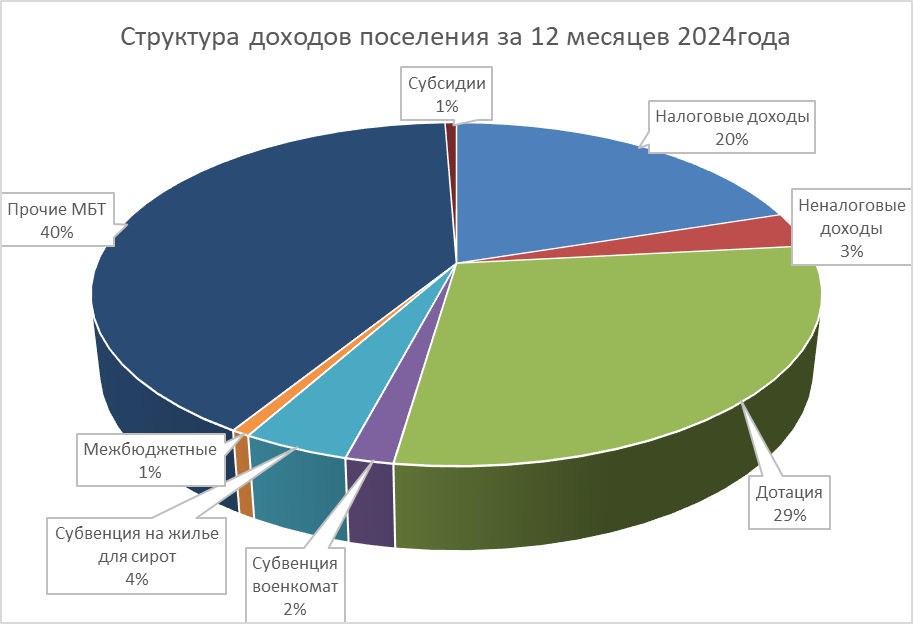 Структура доходов поселения за 12 месяцев 2024года
Субсидии
1%
Налоговые доходы
20%
Неналоговые
доходы
3%
Прочие МБТ
40%
Межбюджетные
1%
Дотация
29%
Субвенция на жилье
для сирот
4%
Субвенция
военкомат
2%